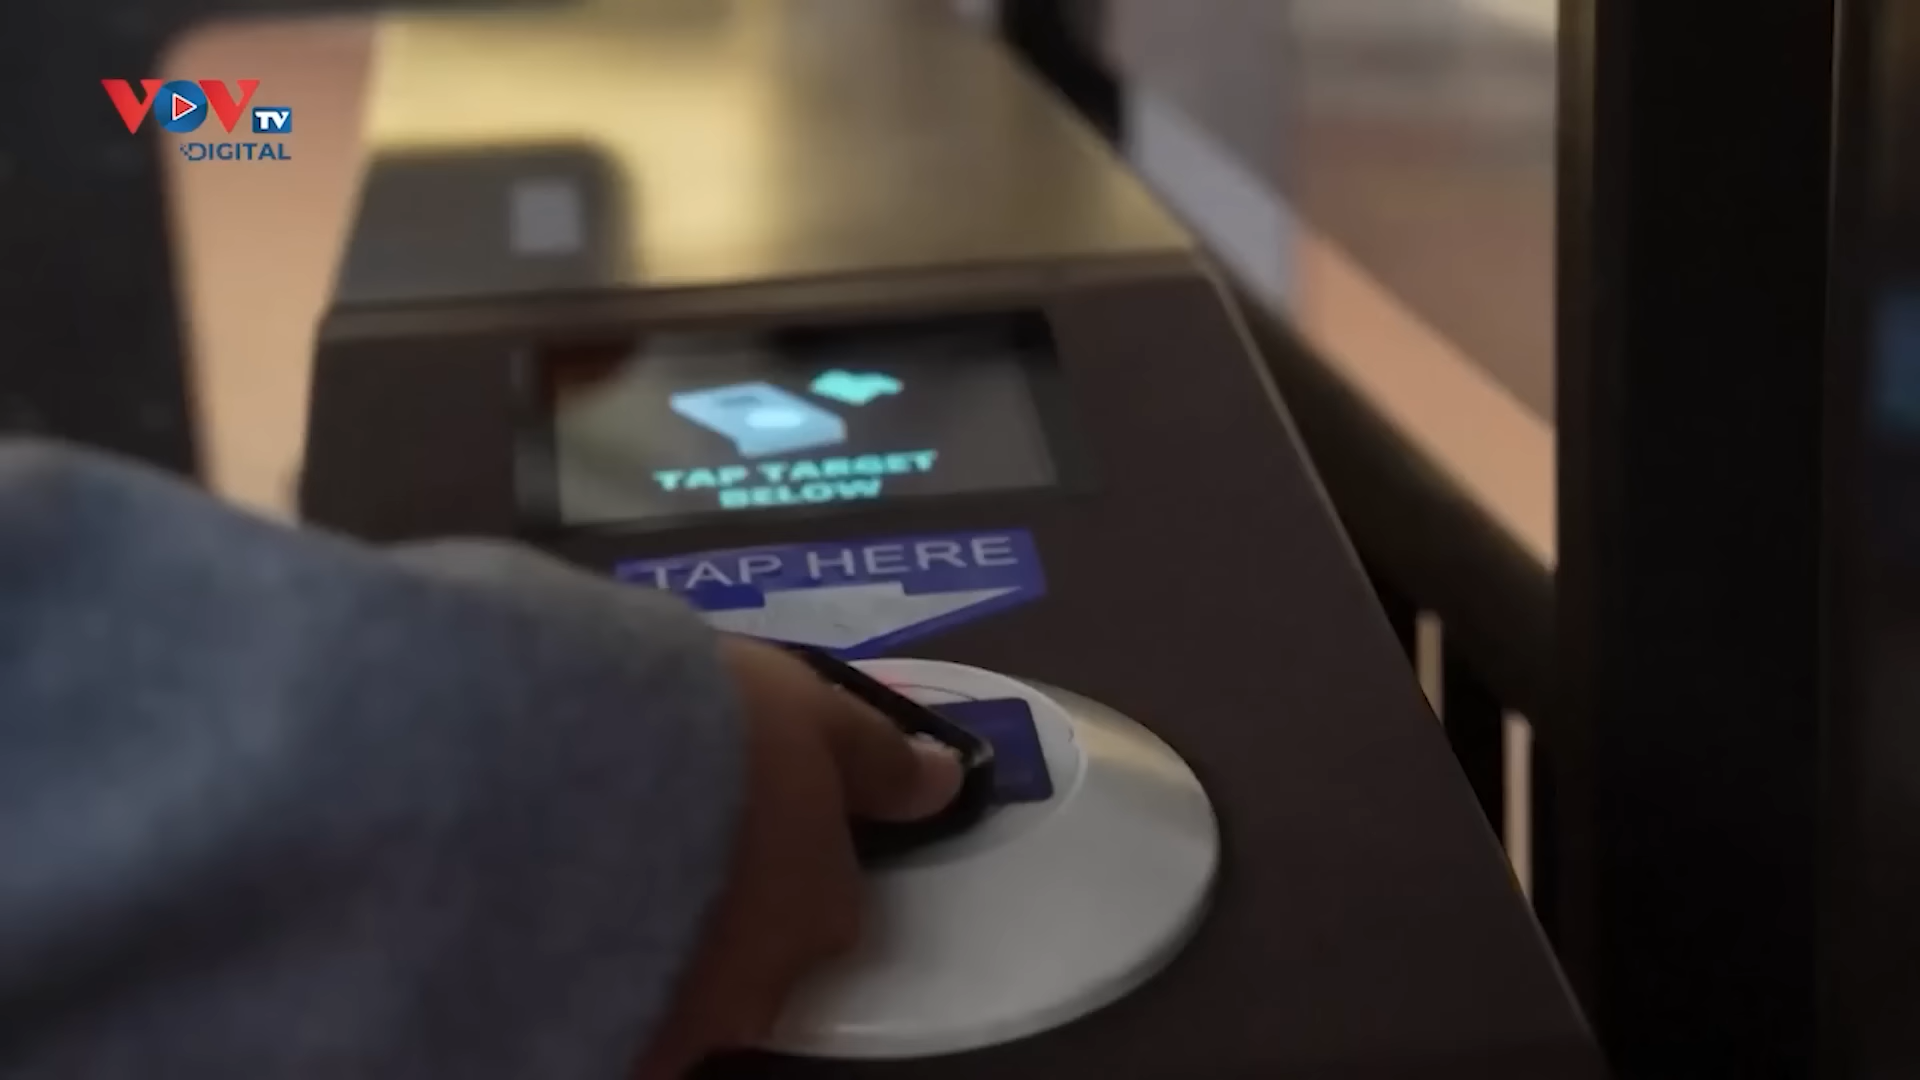 VOV TV
DIGITAL
TAP TARGET
BELOW
TAP HERE